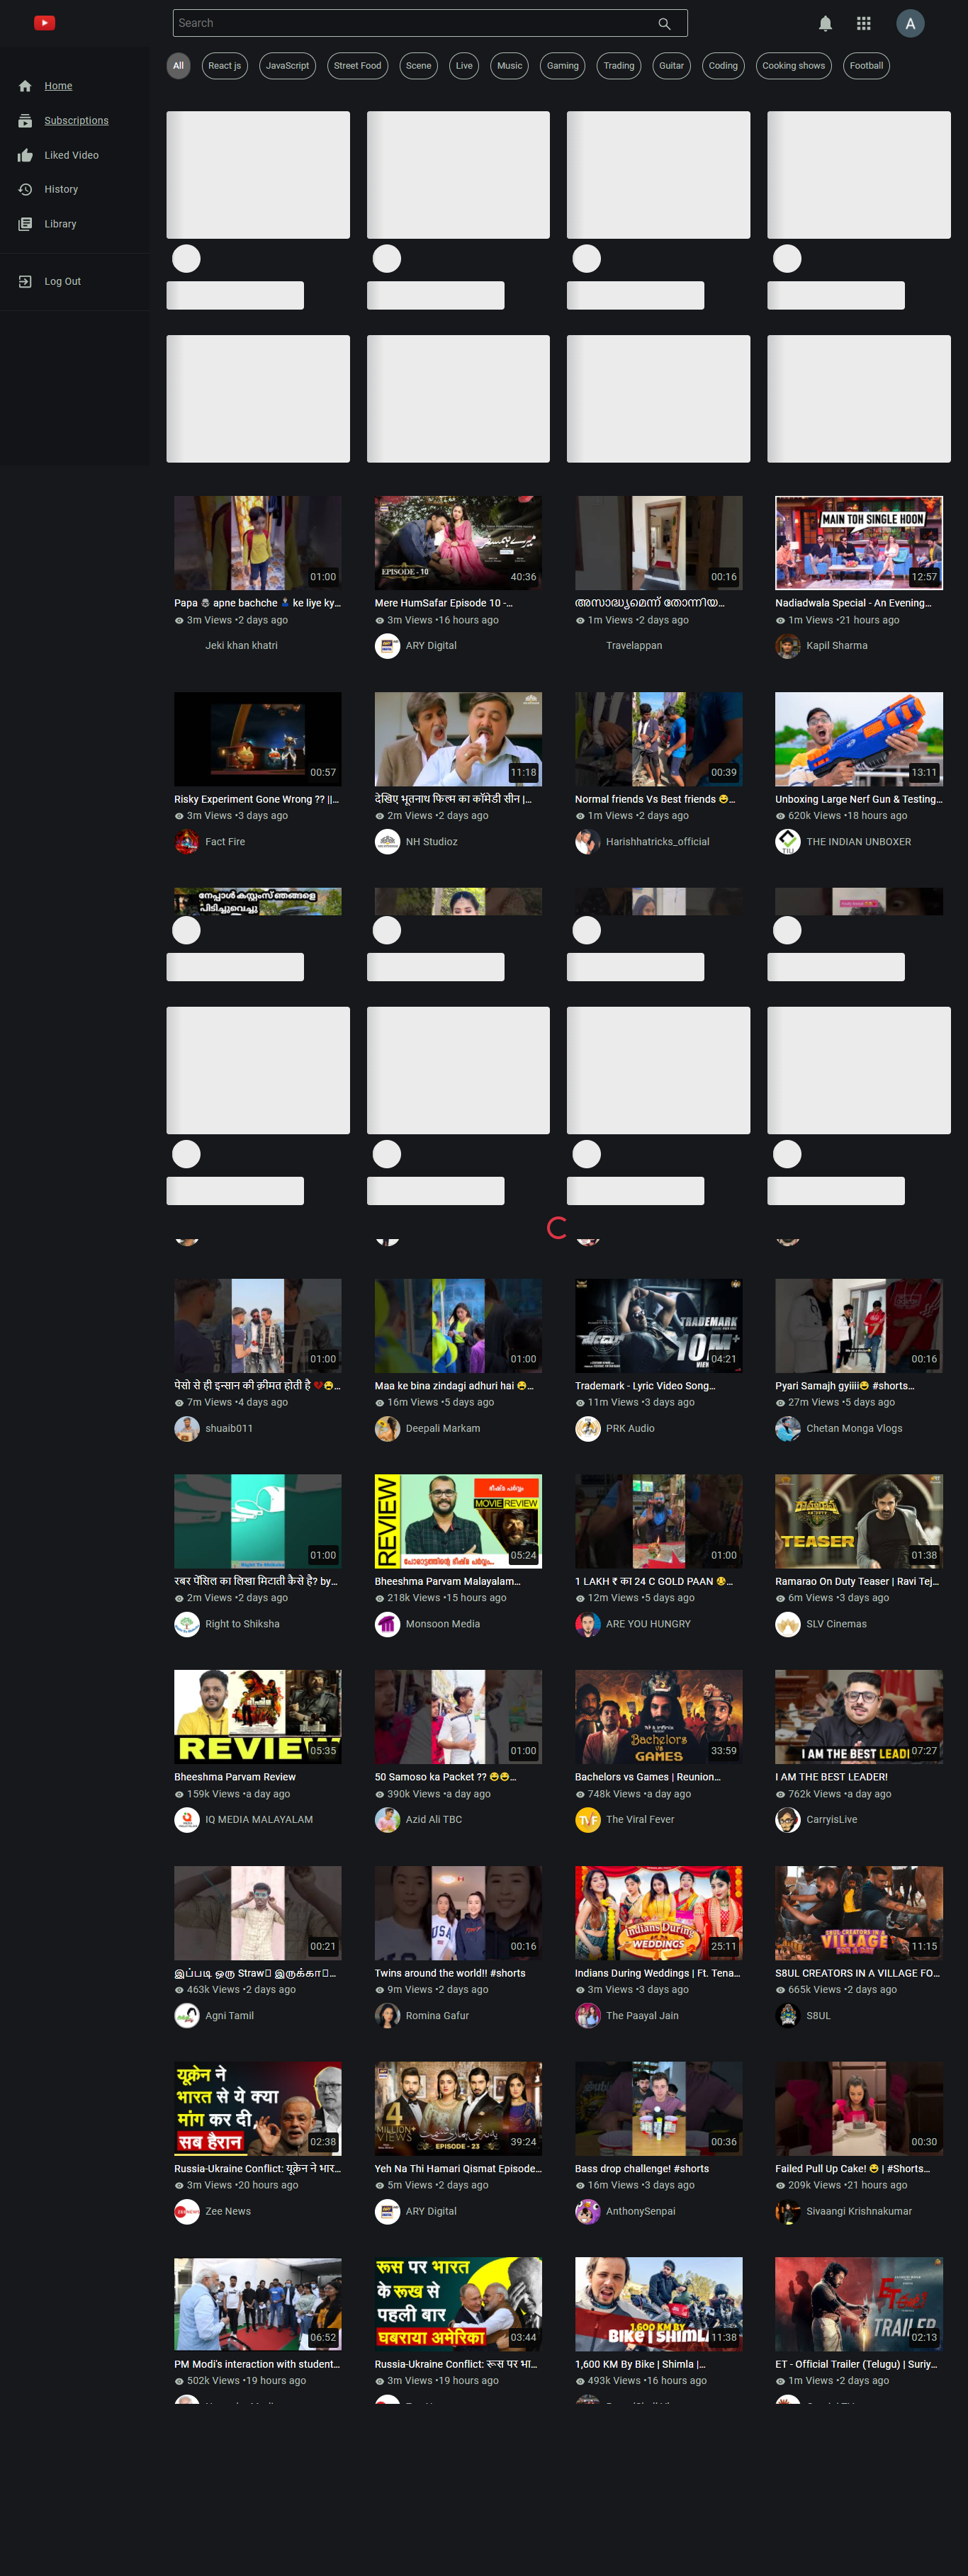 Search
A
All
React js
JavaScript
Street Food
Scene
Live
Music
Gaming
Trading
Guitar
Coding
Cooking shows
Football
Home
Subscriptions
Liked Video
History
Library
Log Out
01:00
EPISODE - 10
40:36
00:16
MAIN TOH SINGLE HOON
12:57
Papa apne bachche ke liye ky...
Mere HumSafar Episode 10 -...
അസാദ്ധ്യമെന്ന് തോന്നിയ...
Nadiadwala Special - An Evening...
3m Views •2 days ago
3m Views •16 hours ago
1m Views •2 days ago
1m Views •21 hours ago
Jeki khan khatri
ARY Digital
Travelappan
Kapil Sharma
00:57
11:18
00:39
13:11
Risky Experiment Gone Wrong ?? ||...
देखिए भूतनाथ फिल्म का कॉमेडी सीन |...
Normal friends Vs Best friends 😂...
Unboxing Large Nerf Gun & Testing...
3m Views •3 days ago
2m Views •2 days ago
1m Views •2 days ago
620k Views •18 hours ago
Fact Fire
NH Studioz
Harishhatricks_official
THE INDIAN UNBOXER
നേപ്പാൾ കസ്റ്റംസ് ഞങ്ങളെ
പിടിച്ചുവെച്ചു
01:00
01:00
TRADEMARK
10M+
VIEWS
04:21
00:16
पेसो से ही इन्सान की क़ीमत होती है 💔😭...
Maa ke bina zindagi adhuri hai 😭...
Trademark - Lyric Video Song...
Pyari Samajh gyiiii😂 #shorts...
7m Views •4 days ago
16m Views •5 days ago
11m Views •3 days ago
27m Views •5 days ago
shuaib011
Deepali Markam
PRK Audio
Chetan Monga Vlogs
Right To Shiksha
01:00
REVIEW
ഭീഷ്മ പർവ്വം
MOVIE REVIEW
പോരാട്ടത്തിന്റെ ഭീഷ്മ പർവ്വം...
05:24
01:00
TEASER
01:38
रबर पेंसिल का लिखा मिटाती कैसे है? by...
Bheeshma Parvam Malayalam...
1 LAKH ₹ का 24 C GOLD PAAN 😂...
Ramarao On Duty Teaser | Ravi Tej...
2m Views •2 days ago
218k Views •15 hours ago
12m Views •5 days ago
6m Views •3 days ago
Right to Shiksha
Monsoon Media
ARE YOU HUNGRY
SLV Cinemas
REVIEW
05:35
01:00
Bachelors
VS
GAMES
33:59
I AM THE BEST LEADE
07:27
Bheeshma Parvam Review
50 Samoso ka Packet ?? 😂😂...
Bachelors vs Games | Reunion...
I AM THE BEST LEADER!
159k Views •a day ago
390k Views •a day ago
748k Views •a day ago
762k Views •a day ago
IQ MEDIA MALAYALAM
Azid Ali TBC
The Viral Fever
CarryisLive
00:21
USA
00:16
Indians During
WEDDINGS
25:11
S8UL CREATORS IN A
VILLAGE
FOR A DAY
11:15
இப்படி ஒரு Straw இருக்கா...
Twins around the world!! #shorts
Indians During Weddings | Ft. Tena...
S8UL CREATORS IN A VILLAGE FO...
463k Views •2 days ago
9m Views •2 days ago
3m Views •3 days ago
665k Views •2 days ago
Agni Tamil
Romina Gafur
The Paayal Jain
S8UL
यूक्रेन ने
भारत से ये क्या
मांग कर दी,
सब हैरान
02:38
4
MILLION+
VIEWS
EPISODE - 23
39:24
00:36
00:30
Russia-Ukraine Conflict: यूक्रेन ने भार...
Yeh Na Thi Hamari Qismat Episode...
Bass drop challenge! #shorts
Failed Pull Up Cake! 😂 | #Shorts...
3m Views •20 hours ago
5m Views •2 days ago
16m Views •3 days ago
209k Views •21 hours ago
Zee News
ARY Digital
AnthonySenpai
Sivaangi Krishnakumar
06:52
रूस पर भारत
के रूख से
पहली बार
घबराया अमेरिका
03:44
1,600 KM BY
BIKE | SHIMLA
11:38
ET
TRAILER
02:13
PM Modi's interaction with student...
Russia-Ukraine Conflict: रूस पर भा...
1,600 KM By Bike | Shimla |...
ET - Official Trailer (Telugu) | Suriy...
502k Views •19 hours ago
3m Views •19 hours ago
493k Views •16 hours ago
1m Views •2 days ago